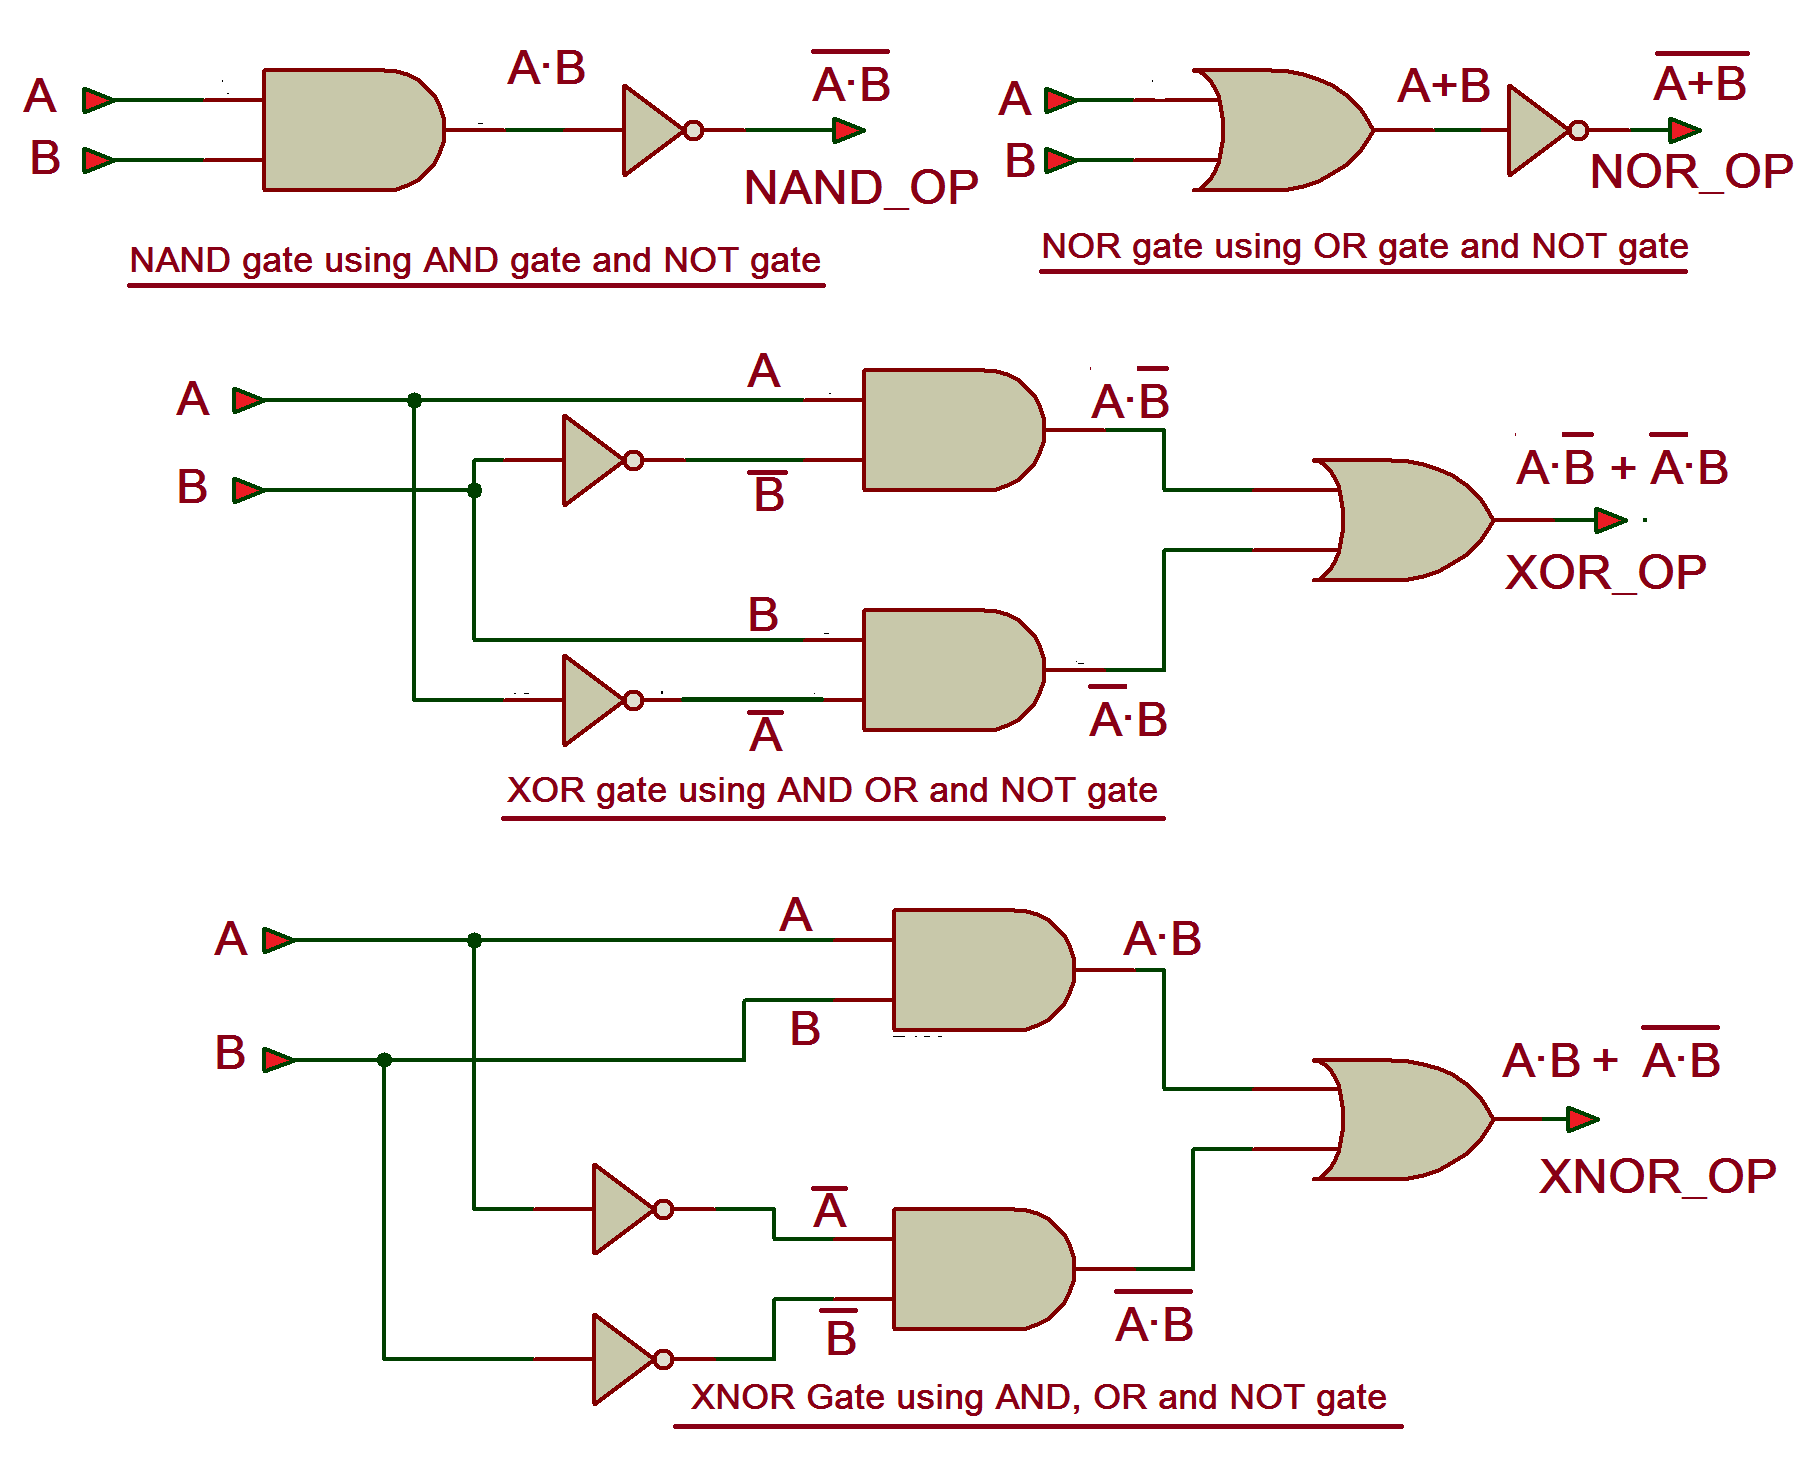 A
B
A·B
A̅·̅B̅
NAND_OP
NAND gate using AND gate and NOT gate
A
B
A+B
A̅+̅B̅
NOR_OP
NOR gate using OR gate and NOT gate
A
B
A
B̅
B
A̅
A·B̅
A̅·B
A·B̅ + A̅·B
XOR_OP
XOR gate using AND OR and NOT gate
A
B
A
B
A̅
B̅
A·B
A̅·̅B̅
A·B + A̅·̅B̅
XNOR_OP
XNOR Gate using AND, OR and NOT gate